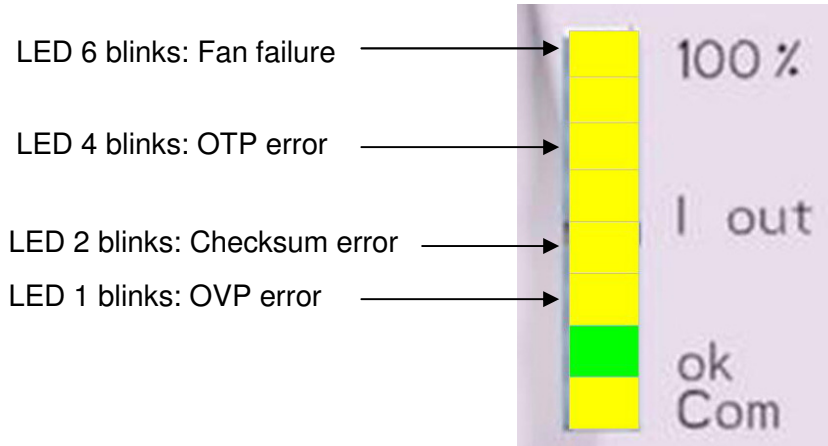 LED 6 blinks: Fan failure
100 %
LED 4 blinks: OTP error
I out
LED 2 blinks: Checksum error
LED 1 blinks: OVP error
ok
Com